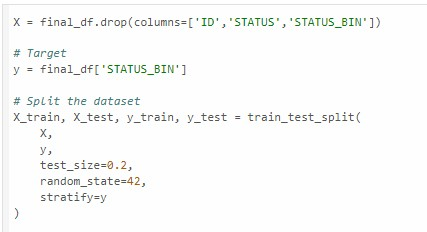 X = final_df.drop(columns=['ID','STATUS','STATUS_BIN'])
# Target
y = final_df['STATUS_BIN']
# Split the dataset
X_train, X_test, y_train, y_test = train_test_split(
    X,
    y,
    test_size=0.2,
    random_state=42,
    stratify=y
)